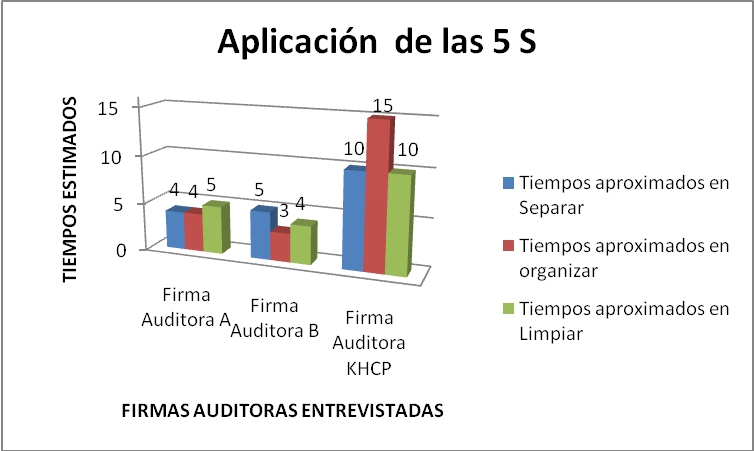 Aplicación  de las 5 S
TIEMPOS ESTIMADOS
15
10
5
0
4
4
5
5
3
4
10
15
10
Firma
Auditora A
Firma
Auditora B
Firma
Auditora
KHCP
FIRMAS AUDITORAS ENTREVISTADAS
Tiempos aproximados en
Separar
Tiempos aproximados en
organizar
Tiempos aproximados en
Limpiar